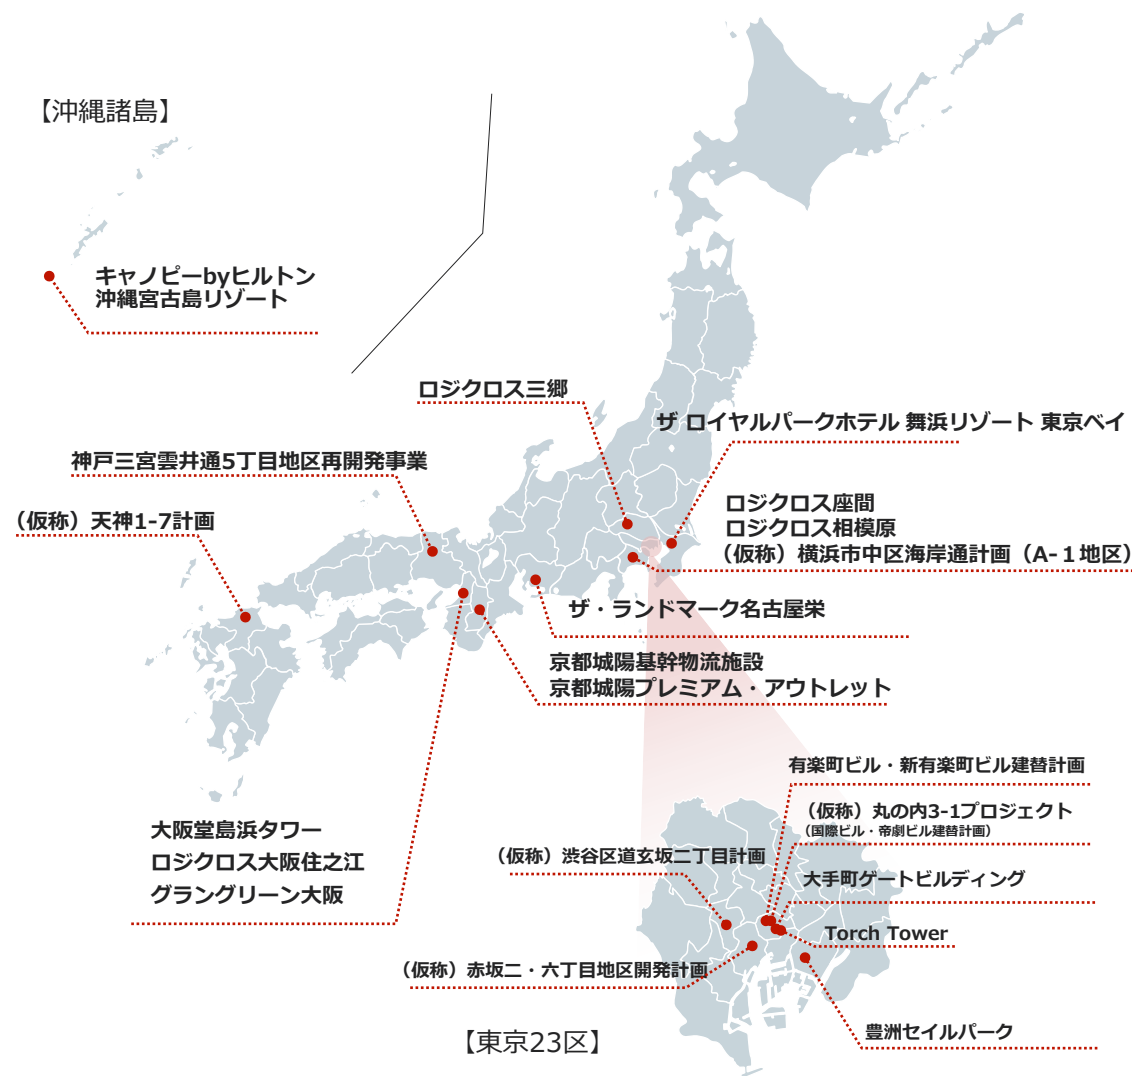 【沖縄諸島】
キャノピーbyヒルトン
沖縄宮古島リゾート
ロジクロス三郷
ザ ロイヤルパークホテル 舞浜リゾート 東京ベイ
神戸三宮雲井通5丁目地区再開発事業
（仮称）天神1-7計画
ロジクロス座間
ロジクロス相模原
（仮称）横浜市中区海岸通計画（A-１地区）
ザ・ランドマーク名古屋栄
京都城陽基幹物流施設
京都城陽プレミアム・アウトレット
大阪堂島浜タワー
ロジクロス大阪住之江
グラングリーン大阪
有楽町ビル・新有楽町ビル建替計画
（仮称）丸の内3-1プロジェクト
（国際ビル・帝劇ビル建替計画）
（仮称）渋谷区道玄坂二丁目計画
大手町ゲートビルディング
Torch Tower
（仮称）赤坂二・六丁目地区開発計画
豊洲セイルパーク
【東京23区】